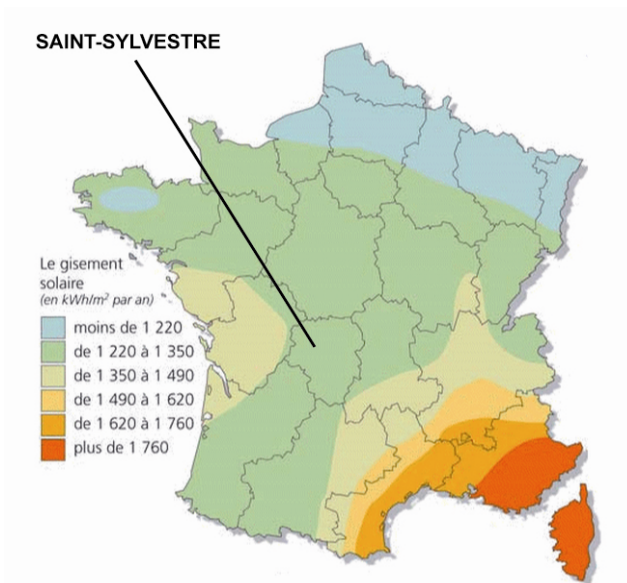 SAINT-SYLVESTRE
Le gisement
solaire
(en kWh/m² par an)
moins de 1 220
de 1 220 à 1 350
de 1 350 à 1 490
de 1 490 à 1 620
de 1 620 à 1 760
plus de 1 760